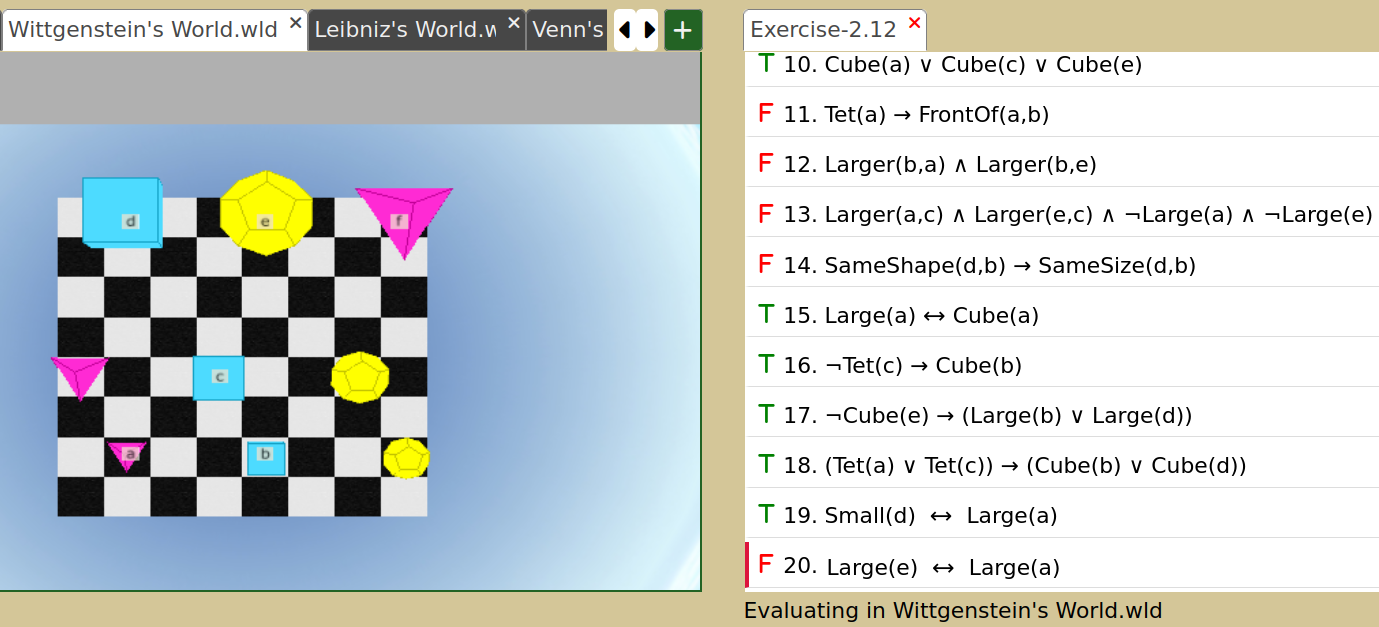 Wittgenstein's World.wld × Leibniz's World.w × Venn's +
Exercise-2.12 ×
d e f
c
a b
T 10. Cube(a) ∨ Cube(c) ∨ Cube(e)
F 11. Tet(a) → FrontOf(a,b)
F 12. Larger(b,a) ∧ Larger(b,e)
F 13. Larger(a,c) ∧ Larger(e,c) ∧ ¬Large(a) ∧ ¬Large(e)
F 14. SameShape(d,b) → SameSize(d,b)
T 15. Large(a) ↔ Cube(a)
T 16. ¬Tet(c) → Cube(b)
T 17. ¬Cube(e) → (Large(b) ∨ Large(d))
T 18. (Tet(a) ∨ Tet(c)) → (Cube(b) ∨ Cube(d))
T 19. Small(d) ↔ Large(a)
F 20. Large(e) ↔ Large(a)
Evaluating in Wittgenstein's World.wld